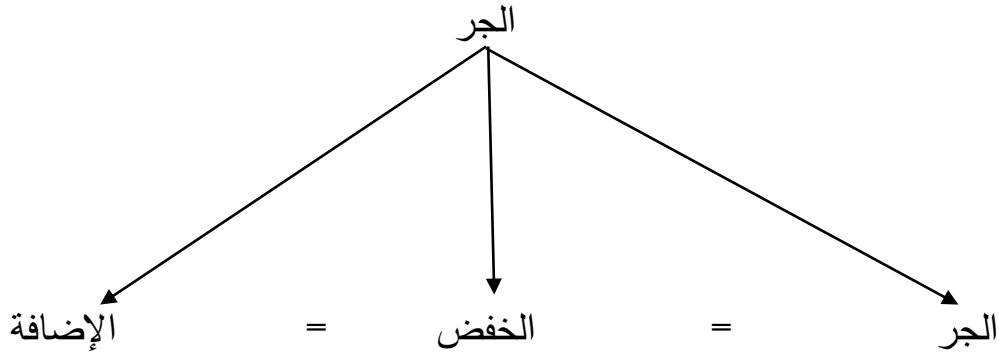 الجر
الجر = الخفض = الإضافة